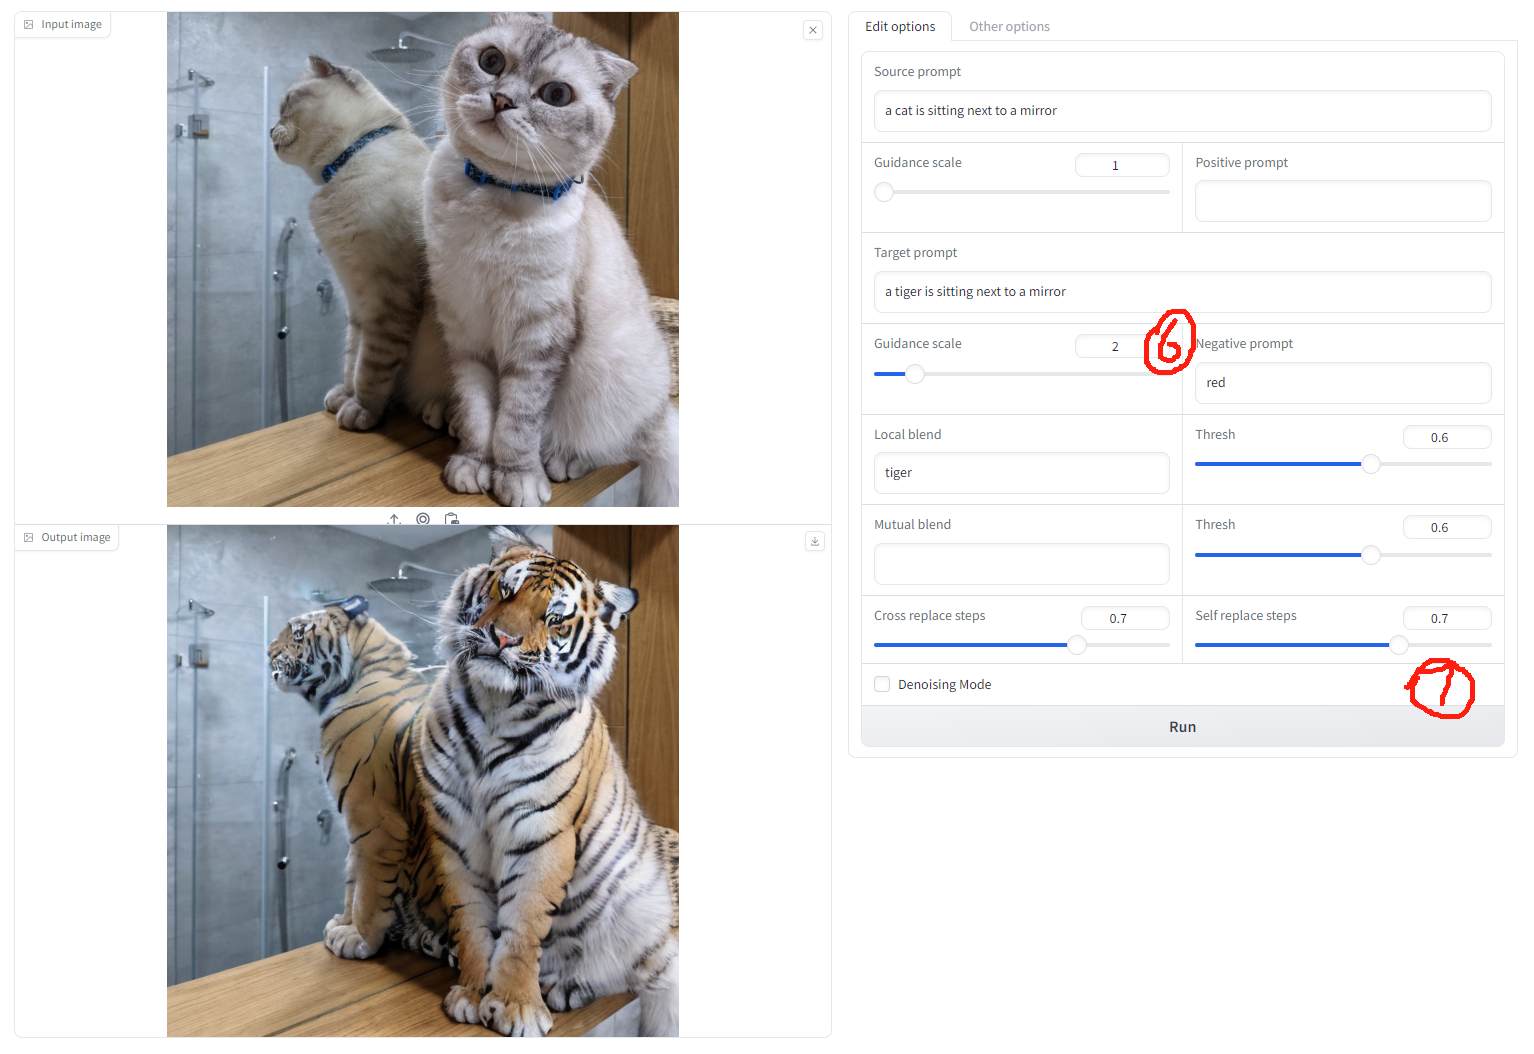 Input image
Output image
Edit options Other options
Source prompt
a cat is sitting next to a mirror
Guidance scale 1 Positive prompt
Target prompt
a tiger is sitting next to a mirror
Guidance scale 2 6 Negative prompt
red
Local blend Thresh 0.6
tiger
Mutual blend Thresh 0.6
Cross replace steps 0.7 Self replace steps 0.7
Denoising Mode 7
Run